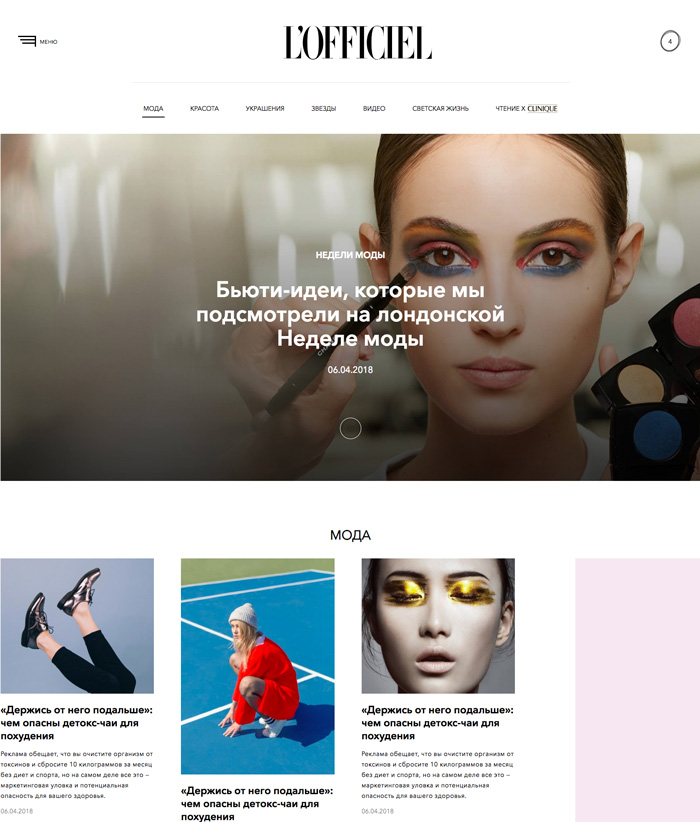 МЕНЮ
L'OFFICIEL
4
МОДА
КРАСОТА
УКРАШЕНИЯ
ЗВЕЗДЫ
ВИДЕО
СВЕТСКАЯ ЖИЗНЬ
ЧТЕНИЕ X CLINIQUE
НЕДЕЛИ МОДЫ
Бьюти-идеи, которые мы
подсмотрели на лондонской
Неделе моды
06.04.2018
МОДА
«Держись от него подальше»:
чем опасны детокс-чаи для
похудения
Реклама обещает, что вы очистите организм от
токсинов и сбросите 10 килограммов за месяц
без диет и спорта, но на самом деле все это –
маркетинговая уловка и потенциальная
опасность для вашего здоровья.
06.04.2018
«Держись от него подальше»:
чем опасны детокс-чаи для
похудения
«Держись от него подальше»:
чем опасны детокс-чаи для
похудения
Реклама обещает, что вы очистите организм от
токсинов и сбросите 10 килограммов за месяц
без диет и спорта, но на самом деле все это –
маркетинговая уловка и потенциальная
опасность для вашего здоровья.
06.04.2018